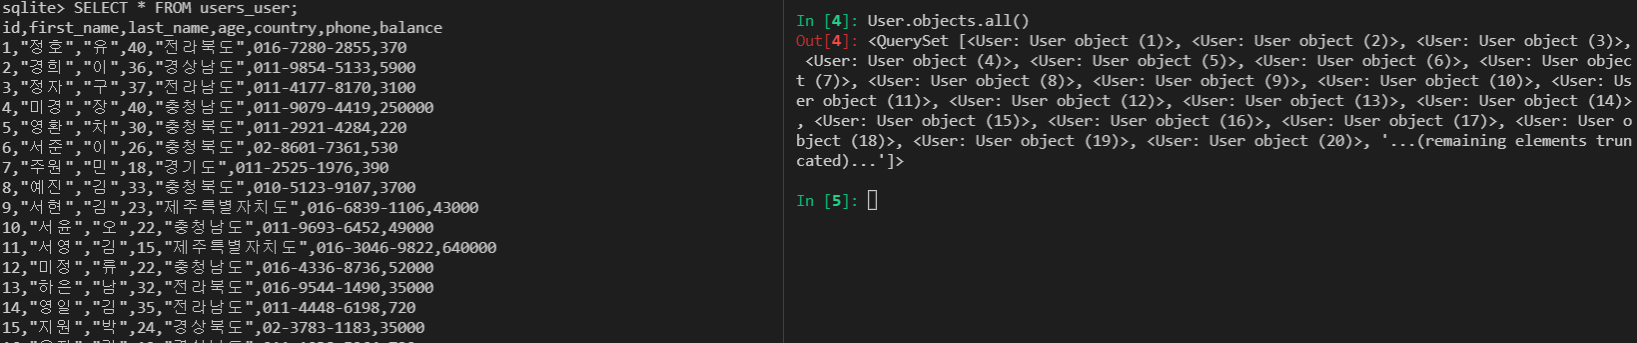 sqlite> SELECT * FROM users_user;
id,first_name,last_name,age,country,phone,balance
1,"정호","유",40,"전라북도",016-7280-2855,370
2,"경희","이",36,"경상남도",011-9854-5133,5900
3,"정자","구",37,"전라남도",011-4177-8170,3100
4,"미경","장",40,"충청남도",011-9079-4419,250000
5,"영환","차",30,"충청북도",011-2921-4284,220
6,"서준","이",26,"충청북도",02-8601-7361,530
7,"주원","민",18,"경기도",011-2525-1976,390
8,"예진","김",33,"충청북도",010-5123-9107,3700
9,"서현","김",23,"제주특별자치도",016-6839-1106,43000
10,"서윤","오",22,"충청남도",011-9693-6452,49000
11,"서영","김",15,"제주특별자치도",016-3046-9822,640000
12,"미정","류",22,"충청남도",016-4336-8736,52000
13,"하은","남",32,"전라북도",016-9544-1490,35000
14,"영일","김",35,"전라남도",011-4448-6198,720
15,"지원","박",24,"경상북도",02-3783-1183,35000
In [4]: User.objects.all()
Out[4]: <QuerySet [<User: User object (1)>, <User: User object (2)>, <User: User object (3)>,
<User: User object (4)>, <User: User object (5)>, <User: User object (6)>, <User: User objec
t (7)>, <User: User object (8)>, <User: User object (9)>, <User: User object (10)>, <User: Us
er object (11)>, <User: User object (12)>, <User: User object (13)>, <User: User object (14)>
, <User: User object (15)>, <User: User object (16)>, <User: User object (17)>, <User: User o
bject (18)>, <User: User object (19)>, <User: User object (20)>, '...(remaining elements trun
cated)...']>
In [5]: